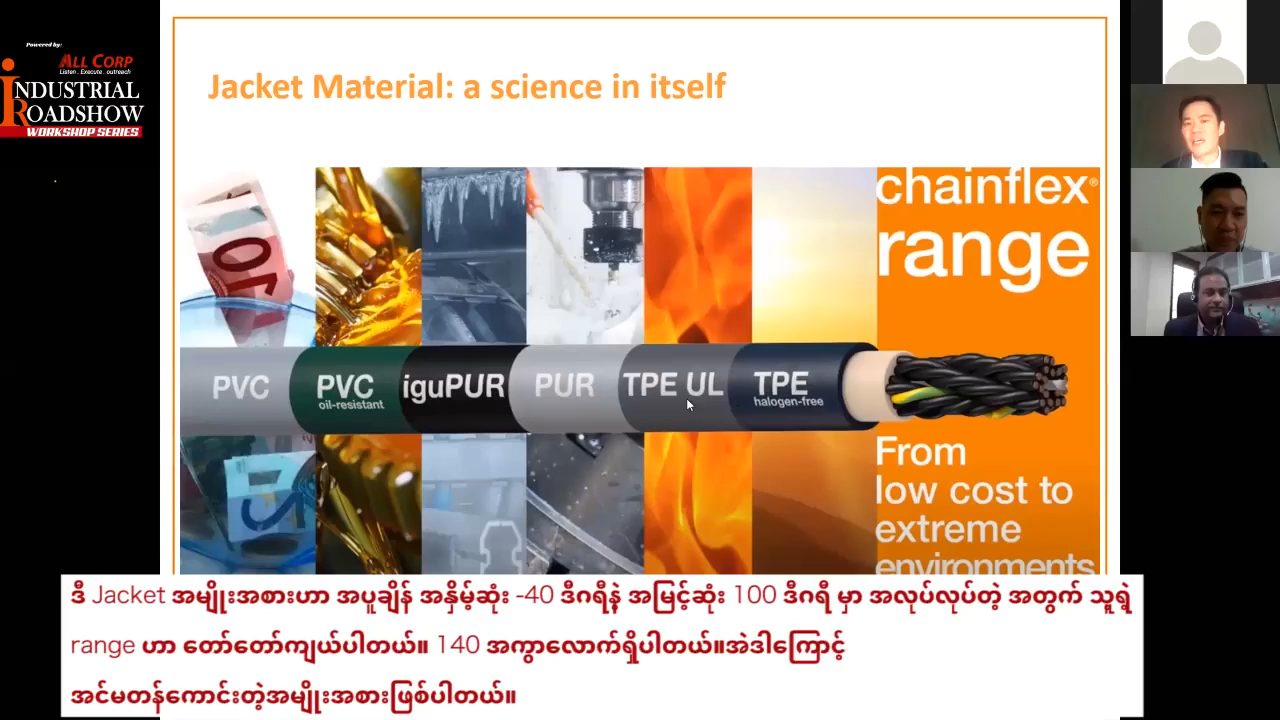 Powered by:
ALL CORP
Listen . Execute . outreach
INDUSTRIAL
ROADSHOW
WORKSHOP SERIES
Jacket Material: a science in itself
chainflex®
range
PVC
PVC
oil-resistant
iguPUR
PUR
TPE UL
TPE
halogen-free
From
low cost to
extreme
environments
ဒီ Jacket အမျိုးအစားဟာ အပူချိန် အနှိမ့်ဆုံး -40 ဒီဂရီနဲ့ အမြင့်ဆုံး 100 ဒီဂရီ မှာ အလုပ်လုပ်တဲ့ အတွက် သူ့ရဲ့
range ဟာ တော်တော်ကျယ်ပါတယ်။ 140 အကွာလောက်ရှိပါတယ်။အဲဒါကြောင့်
အင်မတန်ကောင်းတဲ့အမျိုးအစားဖြစ်ပါတယ်။